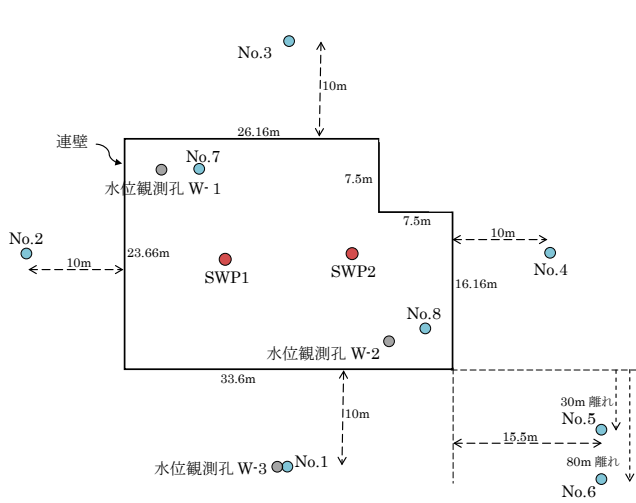 No.3
10m
26.16m
連壁
No.7
水位観測孔 W-1
7.5m
7.5m
No.2
10m
23.66m
SWP1
SWP2
10m
No.4
16.16m
No.8
水位観測孔 W-2
33.6m
10m
30m 離れ
No.5
15.5m
水位観測孔 W-3
No.1
80m 離れ
No.6